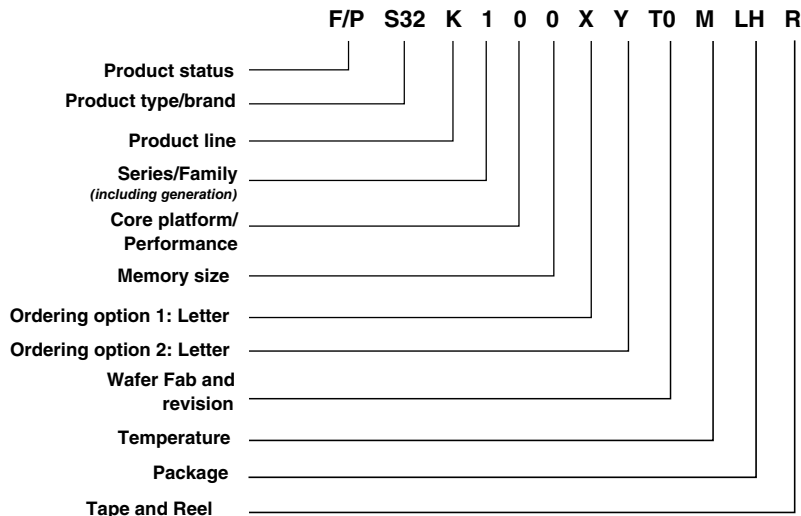 F/P S32 K 1 0 0 X Y T0 M LH R
Product status
Product type/brand
Product line
Series/Family
(including generation)
Core platform/
Performance
Memory size
Ordering option 1: Letter
Ordering option 2: Letter
Wafer Fab and
revision
Temperature
Package
Tape and Reel